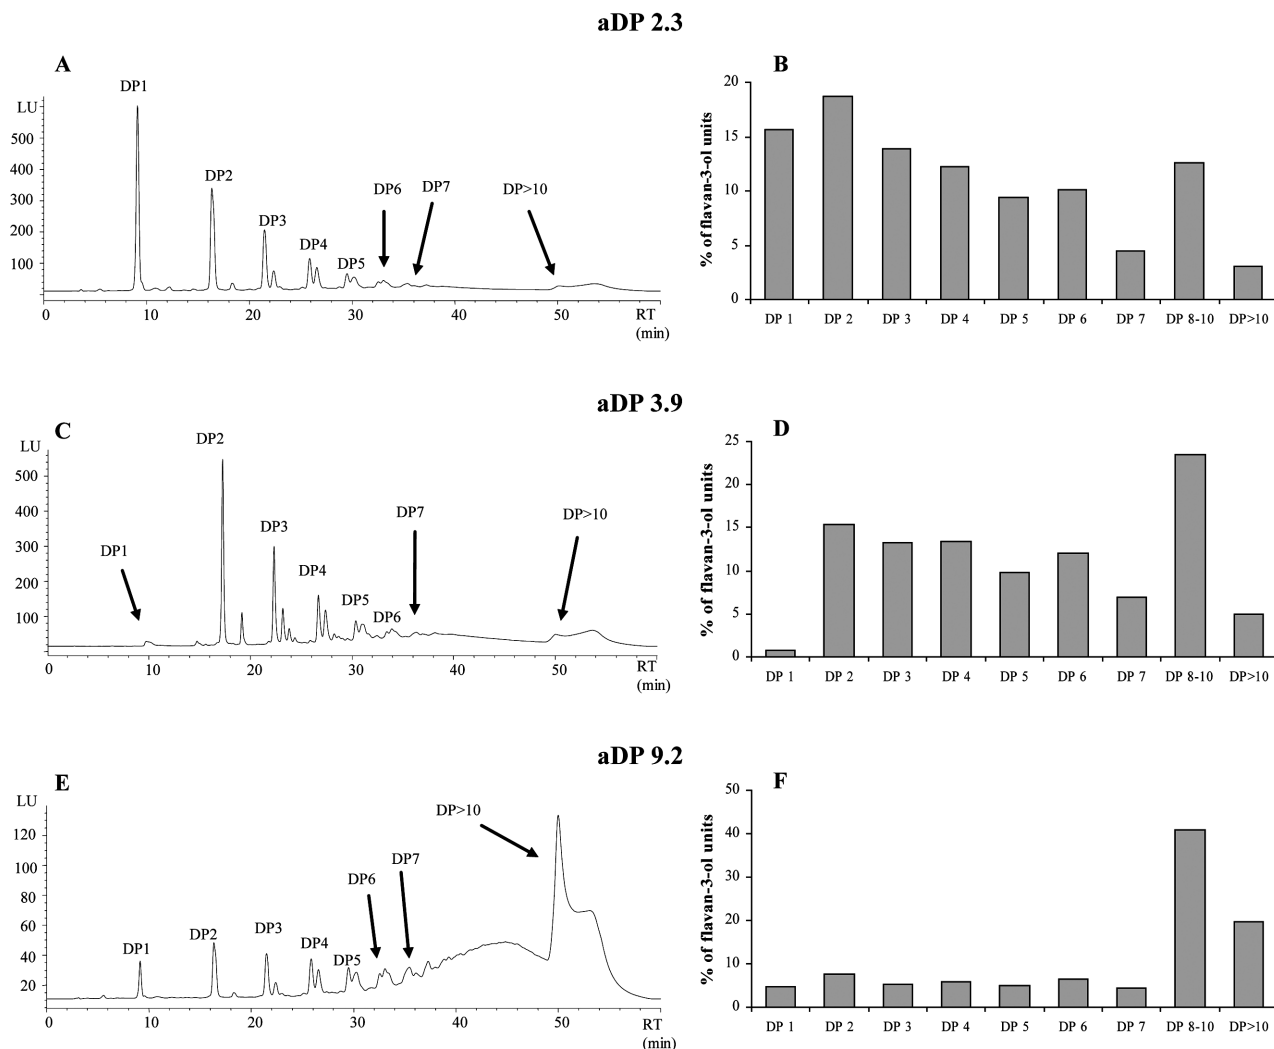 aDP 2.3
A
DP1
LU
500
400
300
200
100
DP2
DP3
DP4
DP5
DP6
DP7
DP>10
0
10
20
30
40
50
RT
(min)
B
% of flavan-3-ol units
20
15
10
5
0
DP 1
DP 2
DP 3
DP 4
DP 5
DP 6
DP 7
DP 8-10
DP>10
aDP 3.9
C
LU
500
400
300
200
100
DP1
DP2
DP3
DP4
DP5
DP6
DP7
DP>10
0
10
20
30
40
50
RT
(min)
D
% of flavan-3-ol units
25
20
15
10
5
0
DP 1
DP 2
DP 3
DP 4
DP 5
DP 6
DP 7
DP 8-10
DP>10
aDP 9.2
E
LU
120
100
80
60
40
20
DP1
DP2
DP3
DP4
DP5
DP6
DP7
DP>10
0
10
20
30
40
50
RT
(min)
F
% of flavan-3-ol units
50
40
30
20
10
0
DP 1
DP 2
DP 3
DP 4
DP 5
DP 6
DP 7
DP 8-10
DP>10